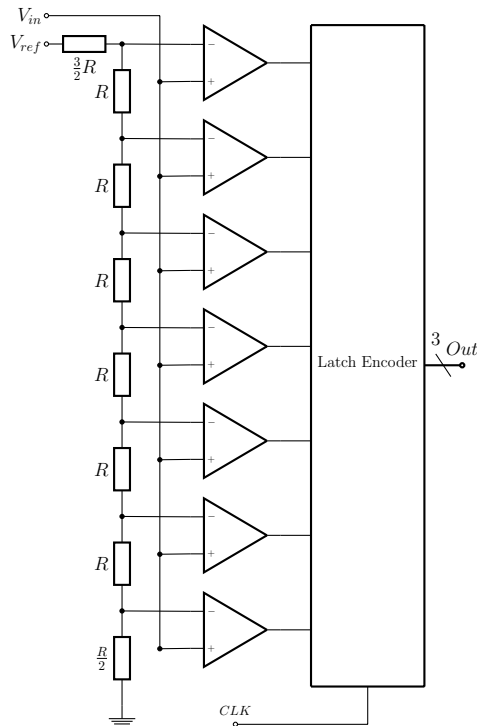 V_in
V_ref
3/2 R
R
R
R
R
R
R
R/2
− +
− +
− +
− +
− +
− +
− +
Latch Encoder
3
Out
CLK